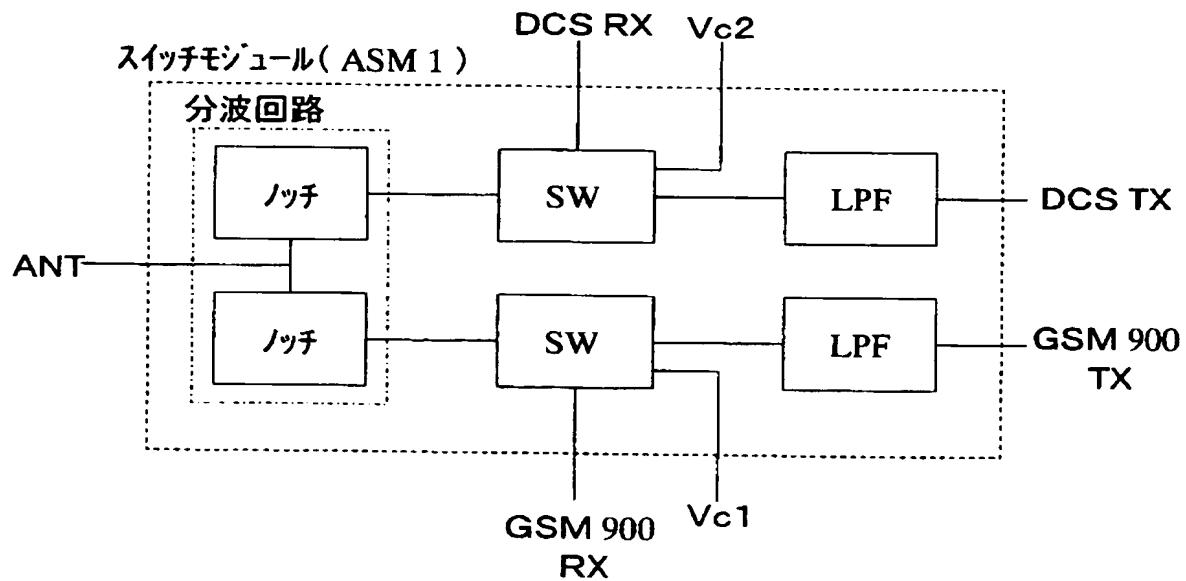 DCS RX Vc2
スイッチモジュール( ASM 1 )
分波回路
ノッチ SW LPF DCS TX
ANT
ノッチ SW LPF GSM 900
TX
GSM 900
RX
Vc1